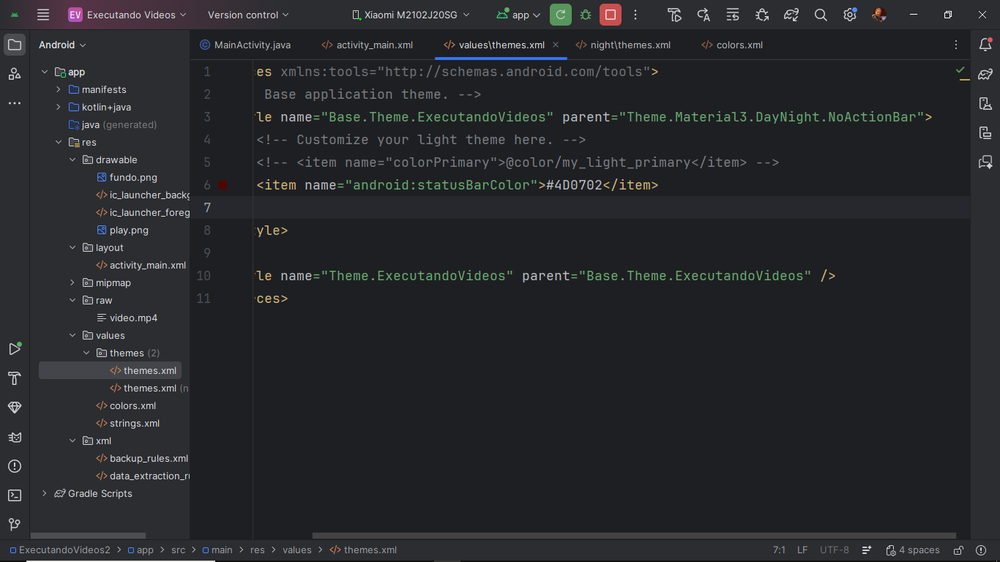 EV Executando Videos Version control Xiaomi M2102J20SG app
Android
app
manifests
kotlin+java
java (generated)
res
drawable
fundo.png
ic_launcher_backg
ic_launcher_foreg
play.png
layout
activity_main.xml
mipmap
raw
video.mp4
values
themes (2)
themes.xml
themes.xml (n
colors.xml
strings.xml
xml
backup_rules.xml
data_extraction_ru
Gradle Scripts
MainActivity.java activity_main.xml values\themes.xml night\themes.xml colors.xml
1 es xmlns:tools="http://schemas.android.com/tools">
2 Base application theme. -->
3 le name="Base.Theme.ExecutandoVideos" parent="Theme.Material3.DayNight.NoActionBar">
4 <!-- Customize your light theme here. -->
5 <!-- <item name="colorPrimary">@color/my_light_primary</item> -->
6 <item name="android:statusBarColor">#4D0702</item>
7
8 yle>
9
10 le name="Theme.ExecutandoVideos" parent="Base.Theme.ExecutandoVideos" />
11 ces>
ExecutandoVideos2 > app > src > main > res > values > themes.xml 7:1 LF UTF-8 4 spaces